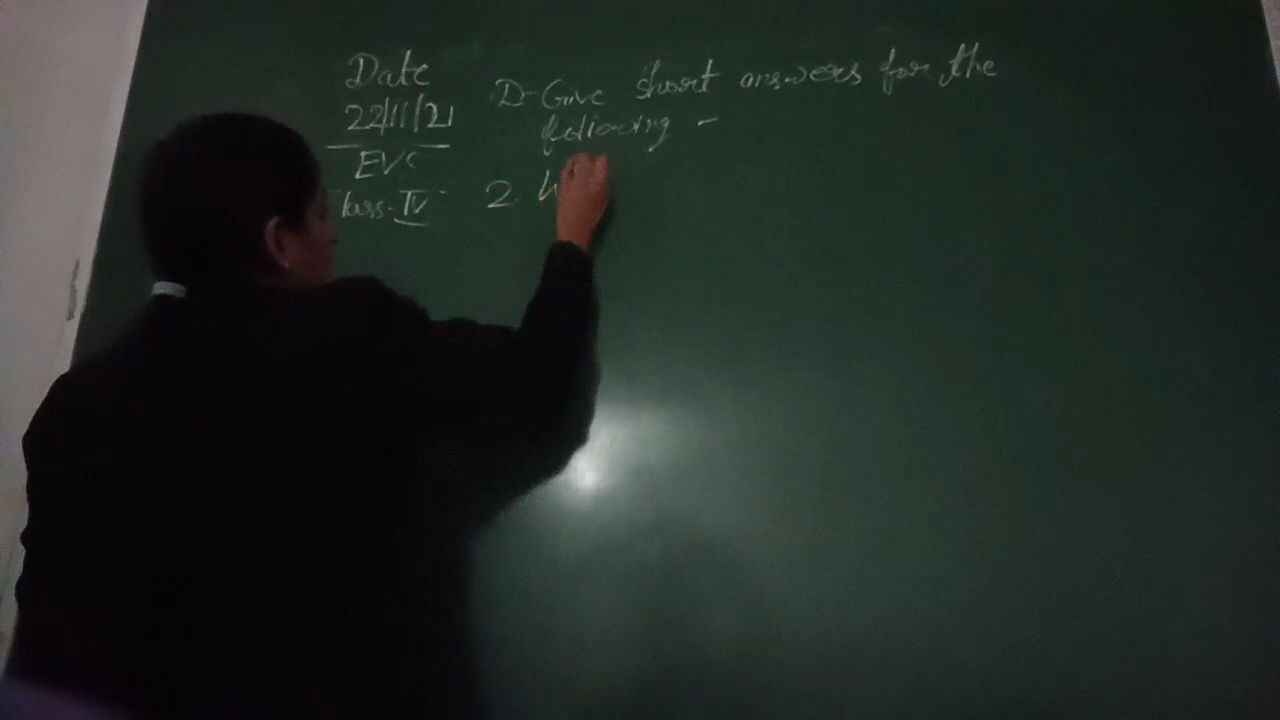 Date
22/11/21
EVS
Class-IV
D-Give short answers for the
following -
2. W